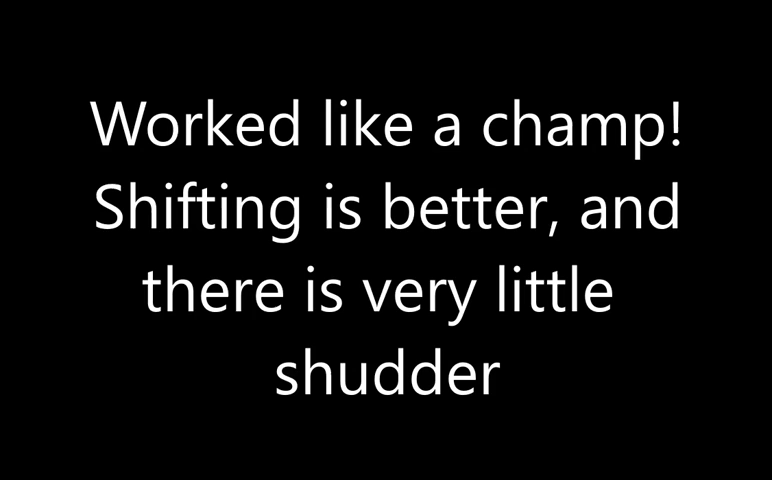 Worked like a champ!
Shifting is better, and
there is very little
shudder